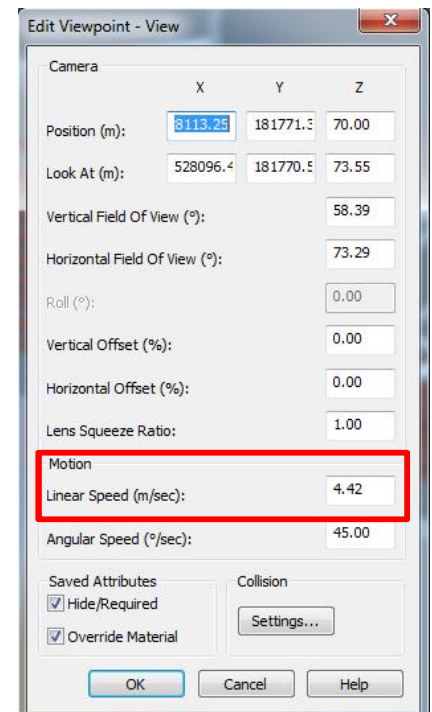 Edit Viewpoint - View
Camera
X Y Z
Position (m): 8113.25 181771.3 70.00
Look At (m): 528096.4 181770.5 73.55
Vertical Field Of View (º): 58.39
Horizontal Field Of View (º): 73.29
Roll (º): 0.00
Vertical Offset (%): 0.00
Horizontal Offset (%): 0.00
Lens Squeeze Ratio: 1.00
Motion
Linear Speed (m/sec): 4.42
Angular Speed (º/sec): 45.00
Saved Attributes Collision
Hide/Required
Settings...
Override Material
OK Cancel Help